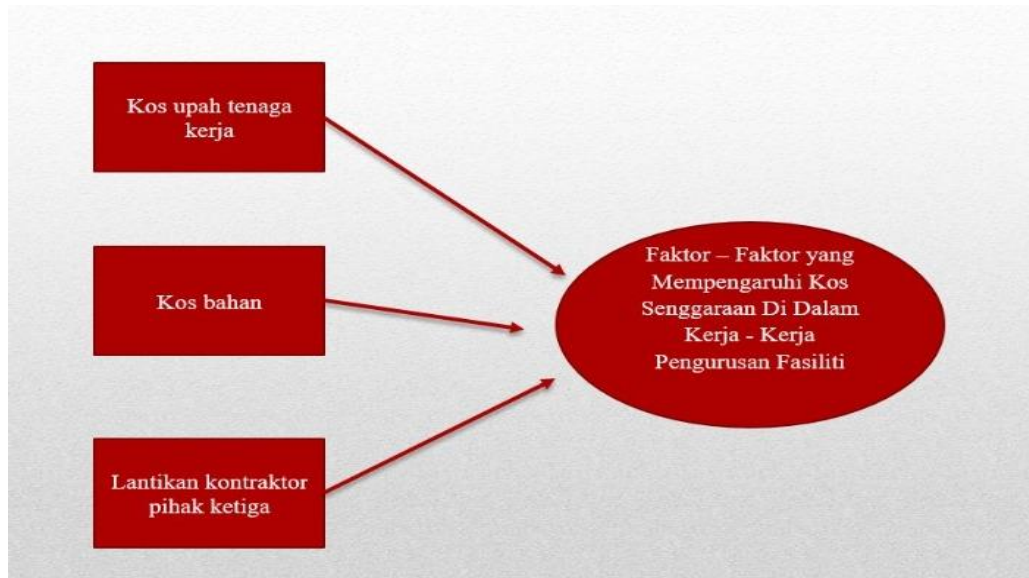 Kos upah tenaga
kerja
Kos bahan
Lantikan kontraktor
pihak ketiga
Faktor – Faktor yang
Mempengaruhi Kos
Senggaraan Di Dalam
Kerja - Kerja
Pengurusan Fasiliti